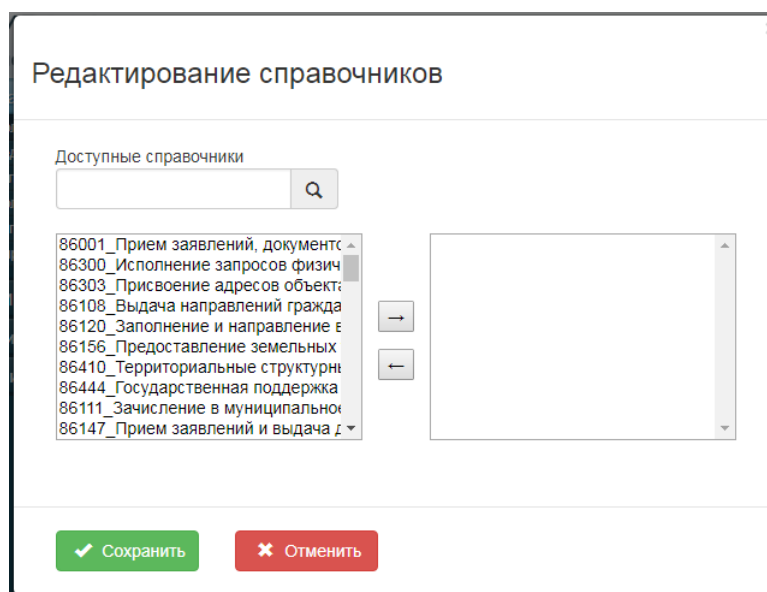 Редактирование справочников
Доступные справочники
86001_Прием заявлений, документо
86300_Исполнение запросов физич
86303_Присвоение адресов объекта
86108_Выдача направлений гражда
86120_Заполнение и направление в
86156_Предоставление земельных
86410_Территориальные структурнь
86444_Государственная поддержка
86111_Зачисление в муниципальное
86147_Прием заявлений и выдача д
→
←
Сохранить
Отменить